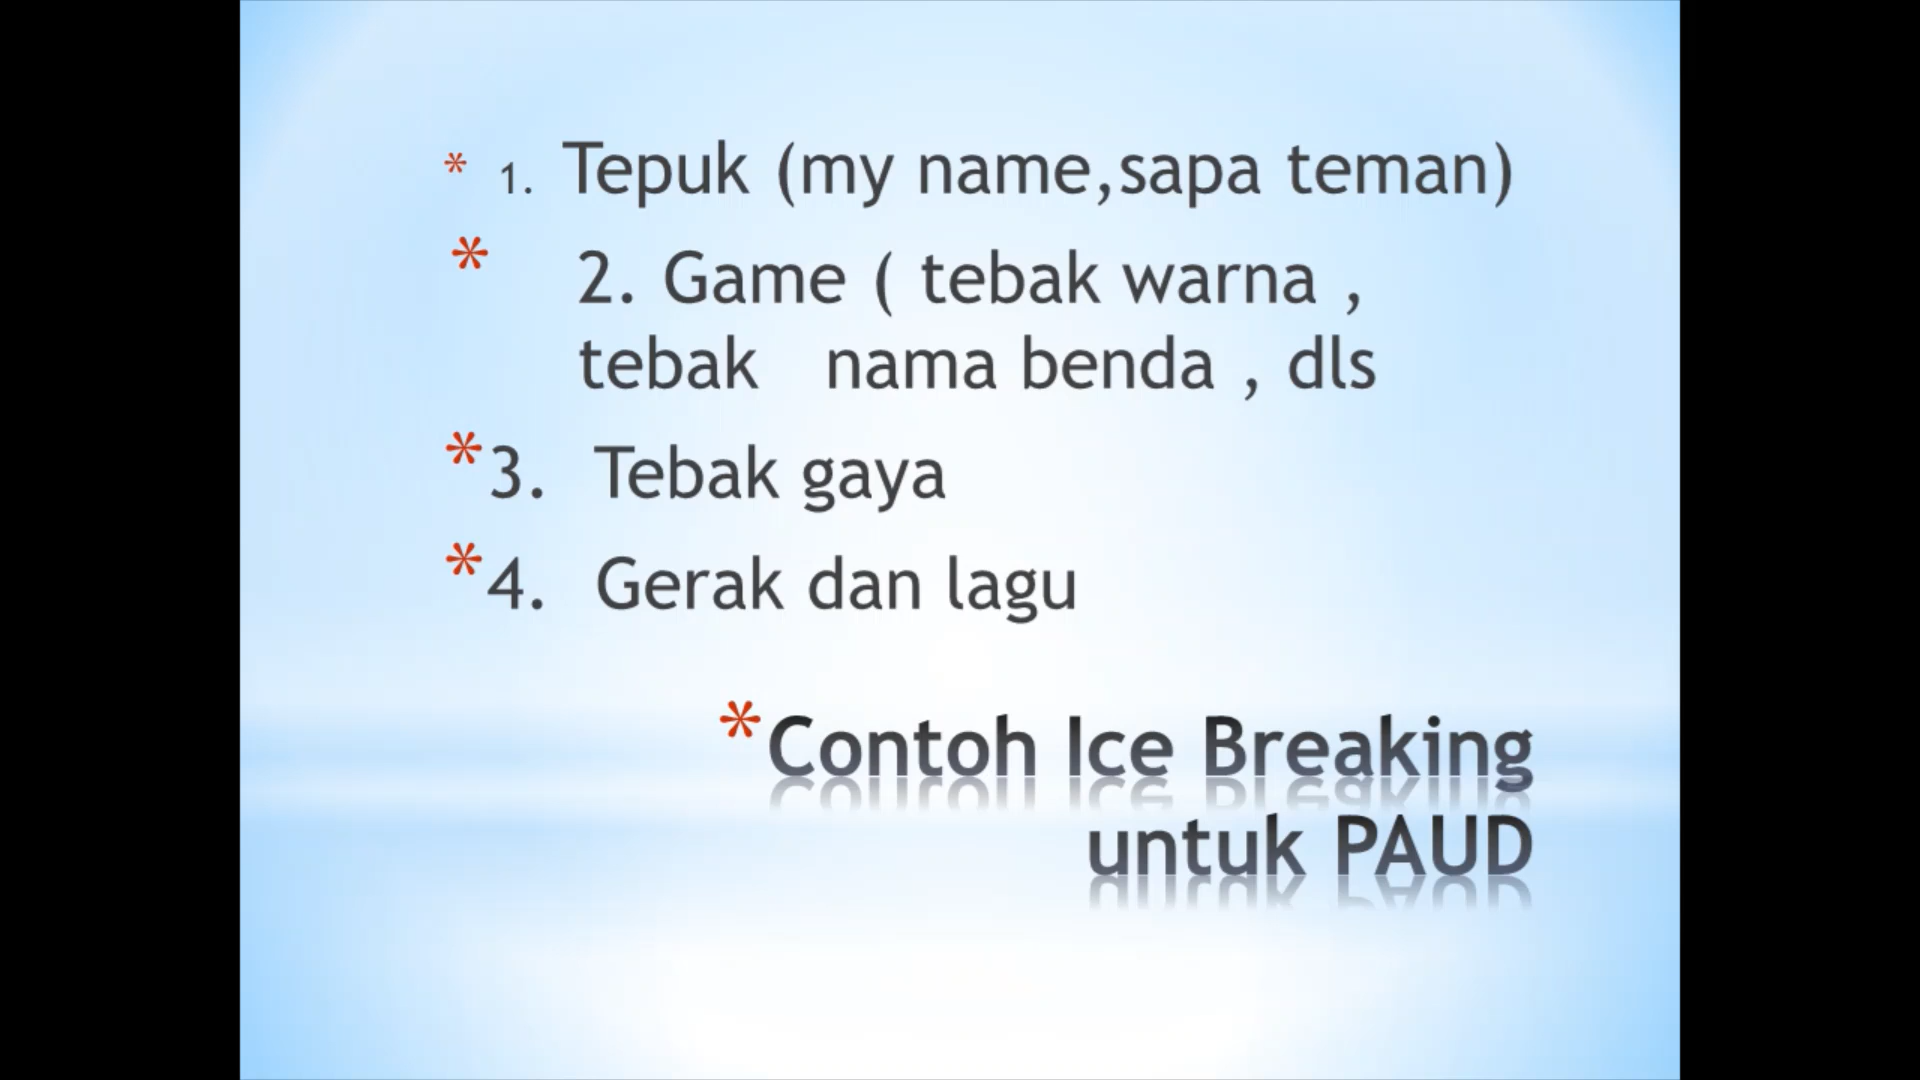 * 1. Tepuk (my name,sapa teman)
* 2. Game ( tebak warna ,
tebak nama benda , dls
*3. Tebak gaya
*4. Gerak dan lagu
*Contoh Ice Breaking
untuk PAUD